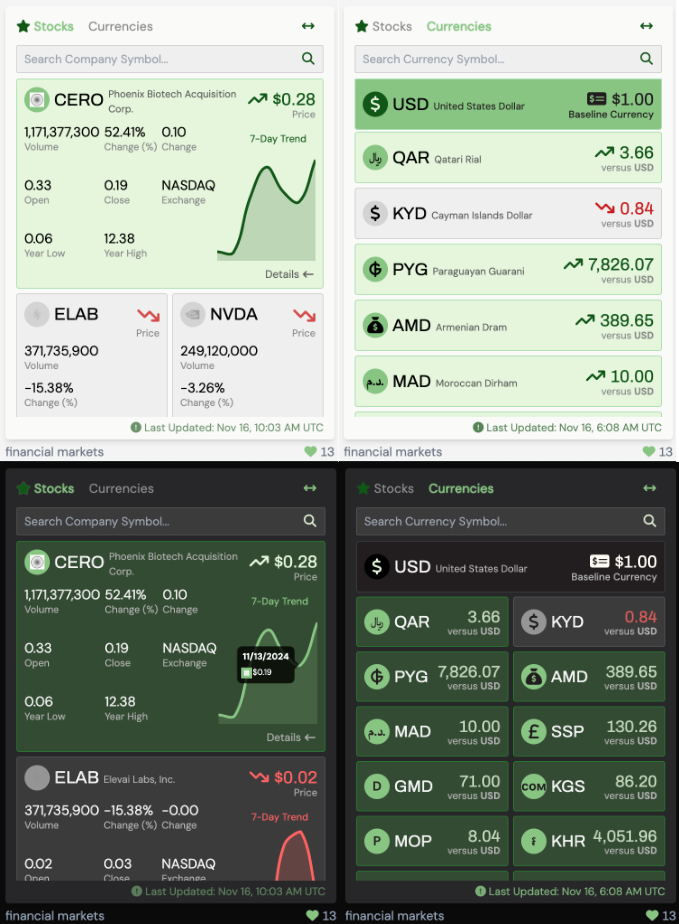 Stocks Currencies
Search Company Symbol...
CERO Phoenix Biotech Acquisition Corp. $0.28
Price
1,171,377,300 52.41% 0.10
Volume Change (%) Change
7-Day Trend
0.33 0.19 NASDAQ
Open Close Exchange
0.06 12.38
Year Low Year High
Details ←
ELAB
Price
371,735,900
Volume
-15.38%
Change (%)
NVDA
Price
249,120,000
Volume
-3.26%
Change (%)
Last Updated: Nov 16, 10:03 AM UTC
financial markets 13
Stocks Currencies
Search Currency Symbol...
$ USD United States Dollar $1.00
Baseline Currency
QAR Qatari Rial 3.66
versus USD
$ KYD Cayman Islands Dollar 0.84
versus USD
PYG Paraguayan Guarani 7,826.07
versus USD
AMD Armenian Dram 389.65
versus USD
د.م. MAD Moroccan Dirham 10.00
versus USD
Last Updated: Nov 16, 6:08 AM UTC
financial markets 13
Stocks Currencies
Search Company Symbol...
CERO Phoenix Biotech Acquisition Corp. $0.28
Price
1,171,377,300 52.41% 0.10
Volume Change (%) Change
7-Day Trend
0.33 0.19 NASDAQ
Open Close Exchange
11/13/2024
$0.19
0.06 12.38
Year Low Year High
Details ←
ELAB Elevai Labs, Inc. $0.02
Price
371,735,900 -15.38% -0.00
Volume Change (%) Change
7-Day Trend
0.02 0.03 NASDAQ
Open Close Exchange
Last Updated: Nov 16, 10:03 AM UTC
financial markets 13
Stocks Currencies
Search Currency Symbol...
$ USD United States Dollar $1.00
Baseline Currency
QAR 3.66
versus USD
$ KYD 0.84
versus USD
PYG 7,826.07
versus USD
AMD 389.65
versus USD
د.م. MAD 10.00
versus USD
£ SSP 130.26
versus USD
D GMD 71.00
versus USD
COM KGS 86.20
versus USD
P MOP 8.04
versus USD
KHR 4,051.96
versus USD
Last Updated: Nov 16, 6:08 AM UTC
financial markets 13